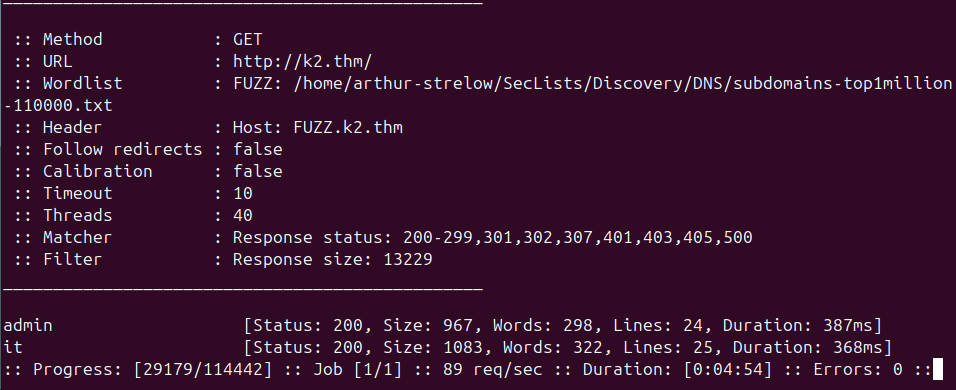 :: Method           : GET
:: URL              : http://k2.thm/
:: Wordlist         : FUZZ: /home/arthur-strelow/SecLists/Discovery/DNS/subdomains-top1million
-110000.txt
:: Header           : Host: FUZZ.k2.thm
:: Follow redirects : false
:: Calibration      : false
:: Timeout          : 10
:: Threads          : 40
:: Matcher          : Response status: 200-299,301,302,307,401,403,405,500
:: Filter           : Response size: 13229
admin                   [Status: 200, Size: 967, Words: 298, Lines: 24, Duration: 387ms]
it                      [Status: 200, Size: 1083, Words: 322, Lines: 25, Duration: 368ms]
:: Progress: [29179/114442] :: Job [1/1] :: 89 req/sec :: Duration: [0:04:54] :: Errors: 0 ::